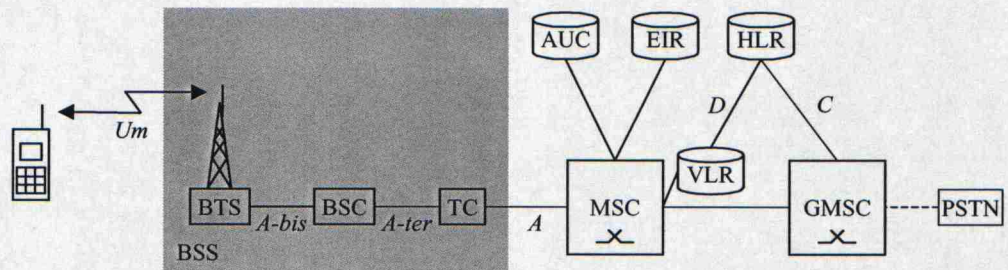 AUC
EIR
HLR
Um
D
C
VLR
BTS
A-bis
BSC
A-ter
TC
A
MSC
GMSC
PSTN
BSS